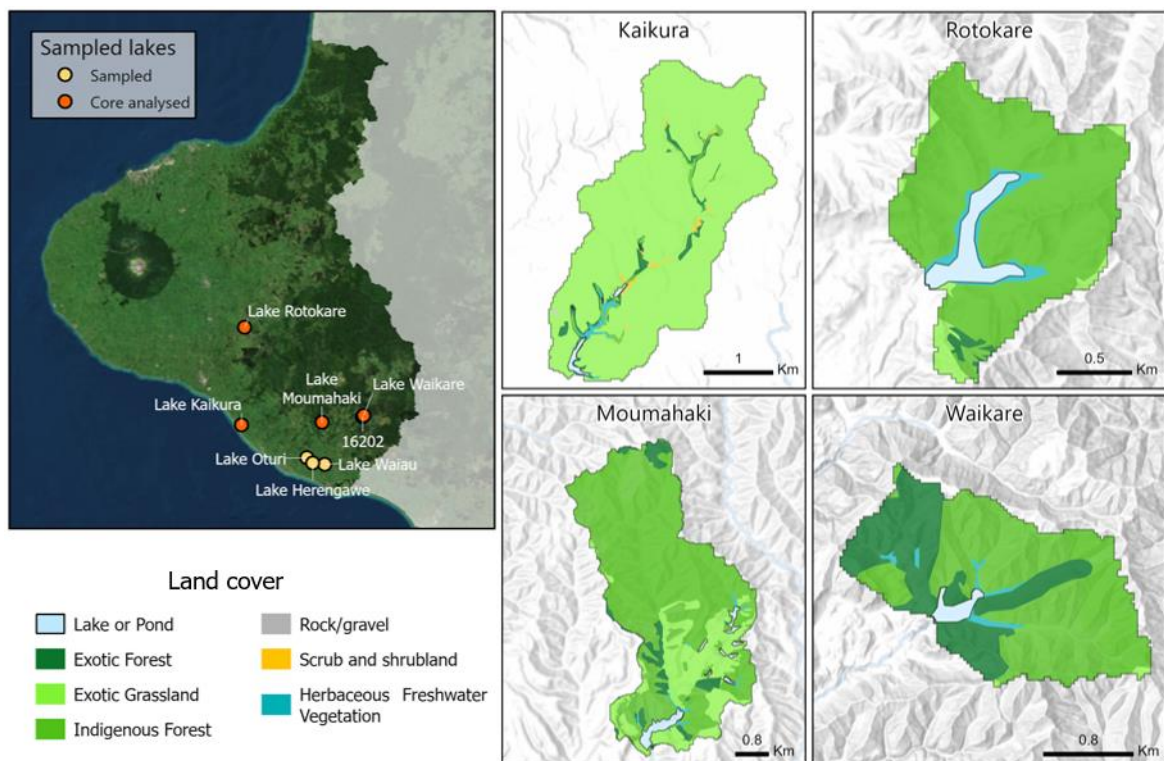 Sampled lakes
Sampled
Core analysed
Lake Rotokare
Lake
Moumahaki
Lake Waikare
Lake Kaikura
16202
Lake Oturi
Lake Waiau
Lake Herengawe
Kaikura
1
Km
Rotokare
0.5
Km
Moumahaki
0.8
Km
Waikare
0.8
Km
Land cover
Lake or Pond
Exotic Forest
Exotic Grassland
Indigenous Forest
Rock/gravel
Scrub and shrubland
Herbaceous Freshwater
Vegetation